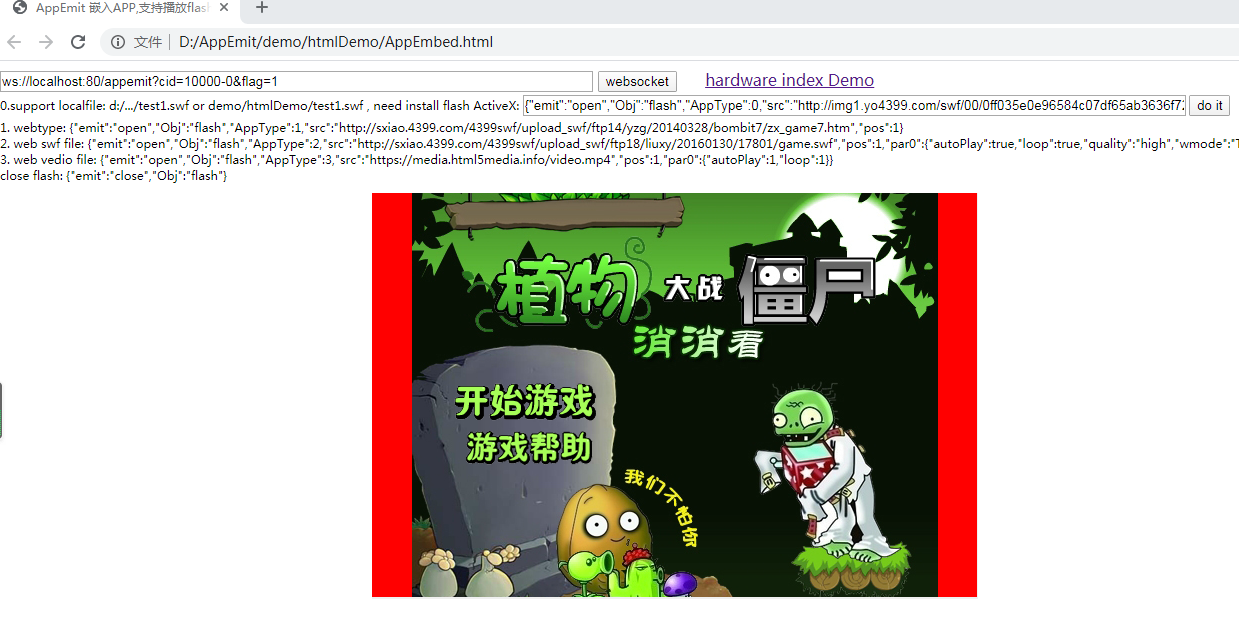 AppEmit 嵌入APP,支持播放flas
文件 D:/AppEmit/demo/htmlDemo/AppEmbed.html
ws://localhost:80/appemit?cid=10000-0&flag=1 websocket hardware index Demo
0.support localfile: d:/.../test1.swf or demo/htmlDemo/test1.swf , need install flash ActiveX: {"emit":"open","Obj":"flash","AppType":0,"src":"http://img1.yo4399.com/swf/00/0ff035e0e96584c07df65ab3636f72 do it
1. webtype: {"emit":"open","Obj":"flash","AppType":1,"src":"http://sxiao.4399.com/4399swf/upload_swf/ftp14/yzg/20140328/bombit7/zx_game7.htm","pos":1}
2. web swf file: {"emit":"open","Obj":"flash","AppType":2,"src":"http://sxiao.4399.com/4399swf/upload_swf/ftp18/liuxy/20160130/17801/game.swf","pos":1,"par0":{"autoPlay":true,"loop":true,"quality":"high","wmode":"T
3. web vedio file: {"emit":"open","Obj":"flash","AppType":3,"src":"https://media.html5media.info/video.mp4","pos":1,"par0":{"autoPlay":1,"loop":1}}
close flash: {"emit":"close","Obj":"flash"}
植物 大战 僵尸
消消看
开始游戏
游戏帮助
我们不怕你